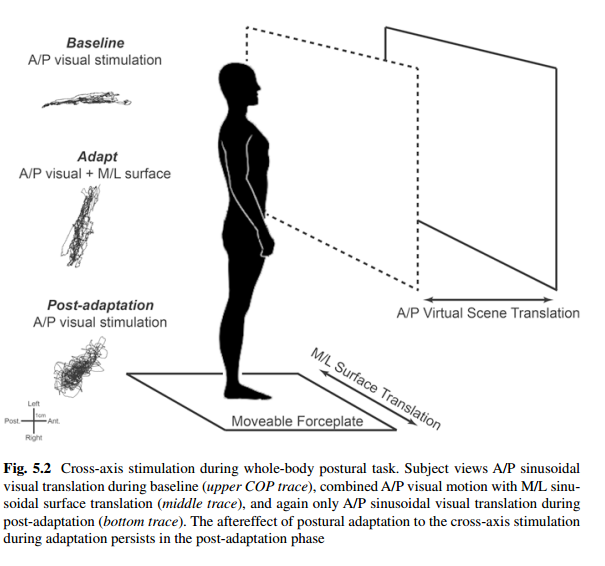 Baseline
A/P visual stimulation
Adapt
A/P visual + M/L surface
Post-adaptation
A/P visual stimulation
Left
1cm
Post. Ant.
Right
A/P Virtual Scene Translation
M/L Surface Translation
Moveable Forceplate
Fig. 5.2 Cross-axis stimulation during whole-body postural task. Subject views A/P sinusoidal
visual translation during baseline (upper COP trace), combined A/P visual motion with M/L sinu-
soidal surface translation (middle trace), and again only A/P sinusoidal visual translation during
post-adaptation (bottom trace). The aftereffect of postural adaptation to the cross-axis stimulation
during adaptation persists in the post-adaptation phase